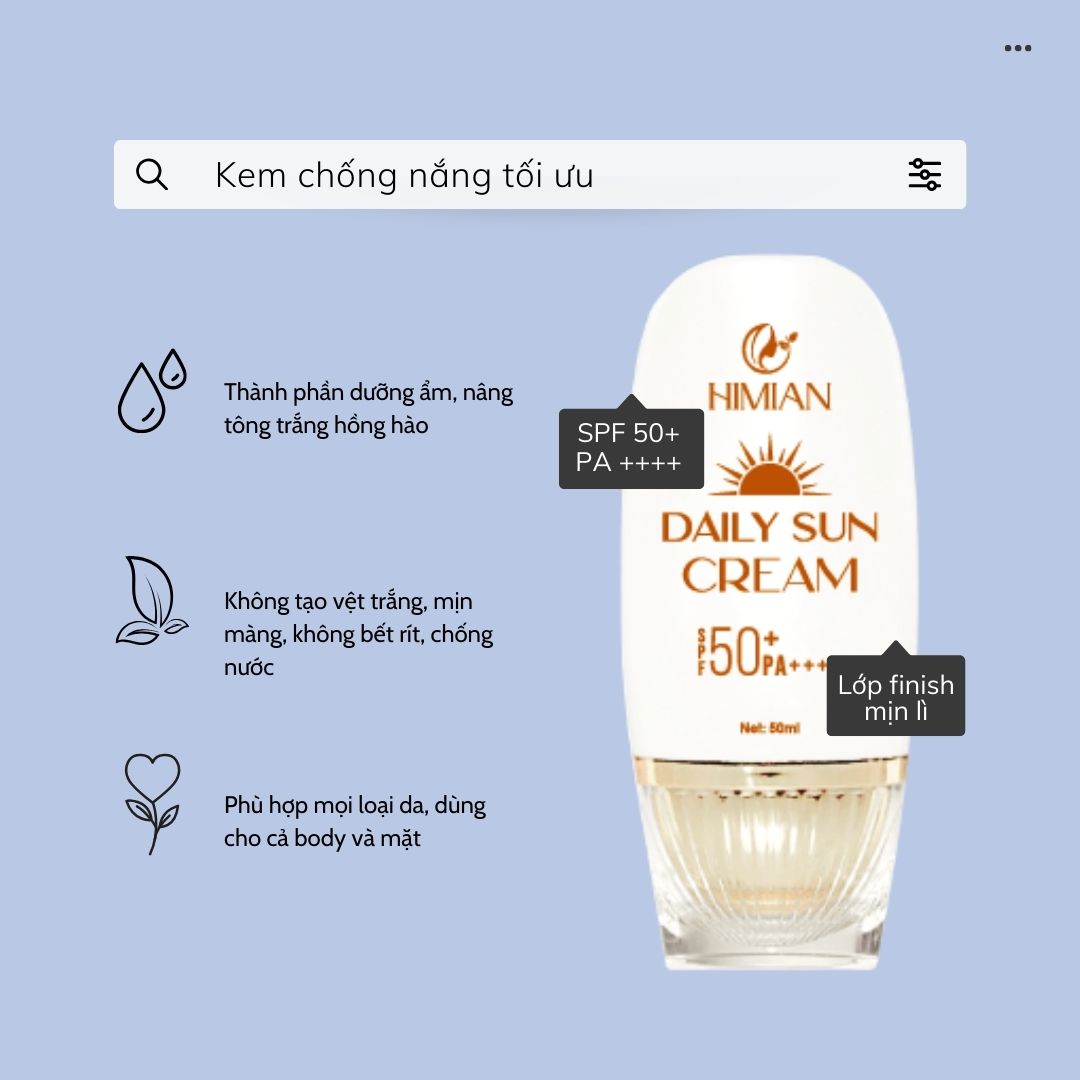 Kem chống nắng tối ưu
Thành phần dưỡng ẩm, nâng
tông trắng hồng hào
Không tạo vệt trắng, mịn
màng, không bết rít, chống
nước
Phù hợp mọi loại da, dùng
cho cả body và mặt
HIMIAN
SPF 50+
PA ++++
DAILY SUN
CREAM
SPF 50+ PA+++
Lớp finish
mịn lì
Net: 50ml